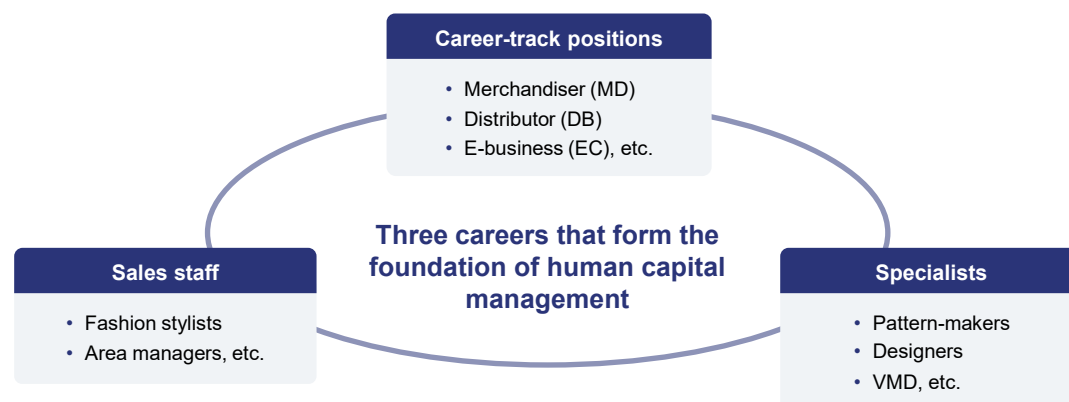 Career-track positions
• Merchandiser (MD)
• Distributor (DB)
• E-business (EC), etc.
Three careers that form the
foundation of human capital
management
Sales staff
• Fashion stylists
• Area managers, etc.
Specialists
• Pattern-makers
• Designers
• VMD, etc.